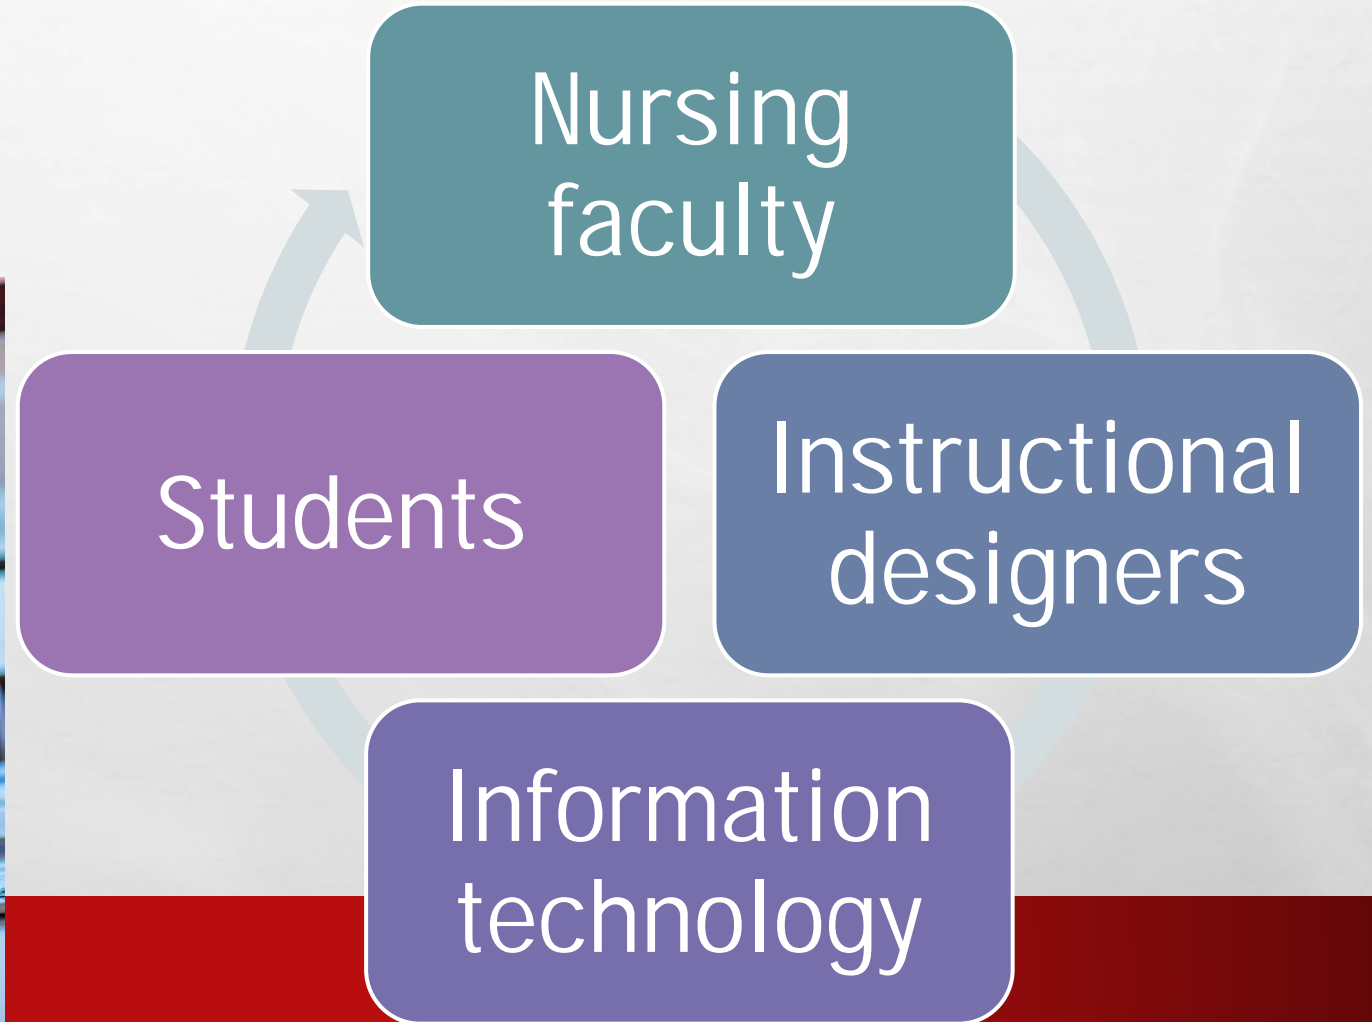 Nursing
faculty
Students
Instructional
designers
Information
technology